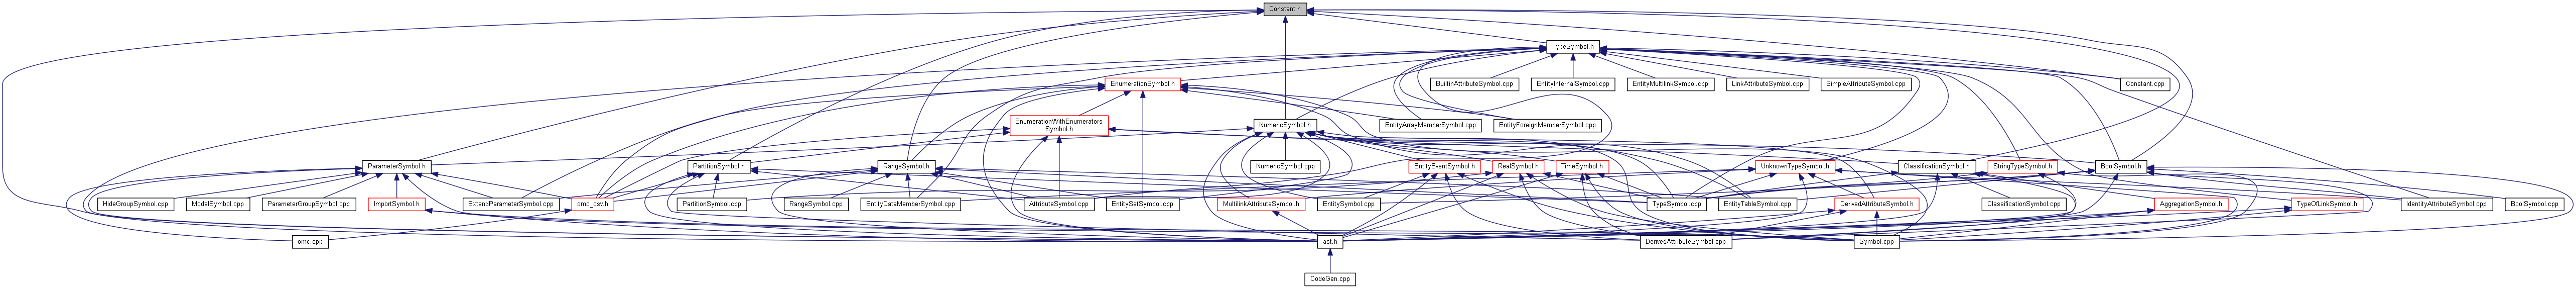 Constant.h
TypeSymbol.h
EnumerationSymbol.h
BuiltinAttributeSymbol.cpp
EntityInternalSymbol.cpp
EntityMultilinkSymbol.cpp
LinkAttributeSymbol.cpp
SimpleAttributeSymbol.cpp
Constant.cpp
EnumerationWithEnumerators
Symbol.h
NumericSymbol.h
EntityArrayMemberSymbol.cpp
EntityForeignMemberSymbol.cpp
ParameterSymbol.h
PartitionSymbol.h
RangeSymbol.h
NumericSymbol.cpp
EntityEventSymbol.h
RealSymbol.h
TimeSymbol.h
UnknownTypeSymbol.h
ClassificationSymbol.h
StringTypeSymbol.h
BoolSymbol.h
HideGroupSymbol.cpp
ModelSymbol.cpp
ParameterGroupSymbol.cpp
ImportSymbol.h
ExtendParameterSymbol.cpp
omc_csv.h
PartitionSymbol.cpp
RangeSymbol.cpp
EntityDataMemberSymbol.cpp
AttributeSymbol.cpp
EntitySetSymbol.cpp
MultilinkAttributeSymbol.h
EntitySymbol.cpp
TypeSymbol.cpp
EntityTableSymbol.cpp
DerivedAttributeSymbol.h
ClassificationSymbol.cpp
AggregationSymbol.h
TypeOfLinkSymbol.h
IdentityAttributeSymbol.cpp
BoolSymbol.cpp
omc.cpp
ast.h
DerivedAttributeSymbol.cpp
Symbol.cpp
CodeGen.cpp